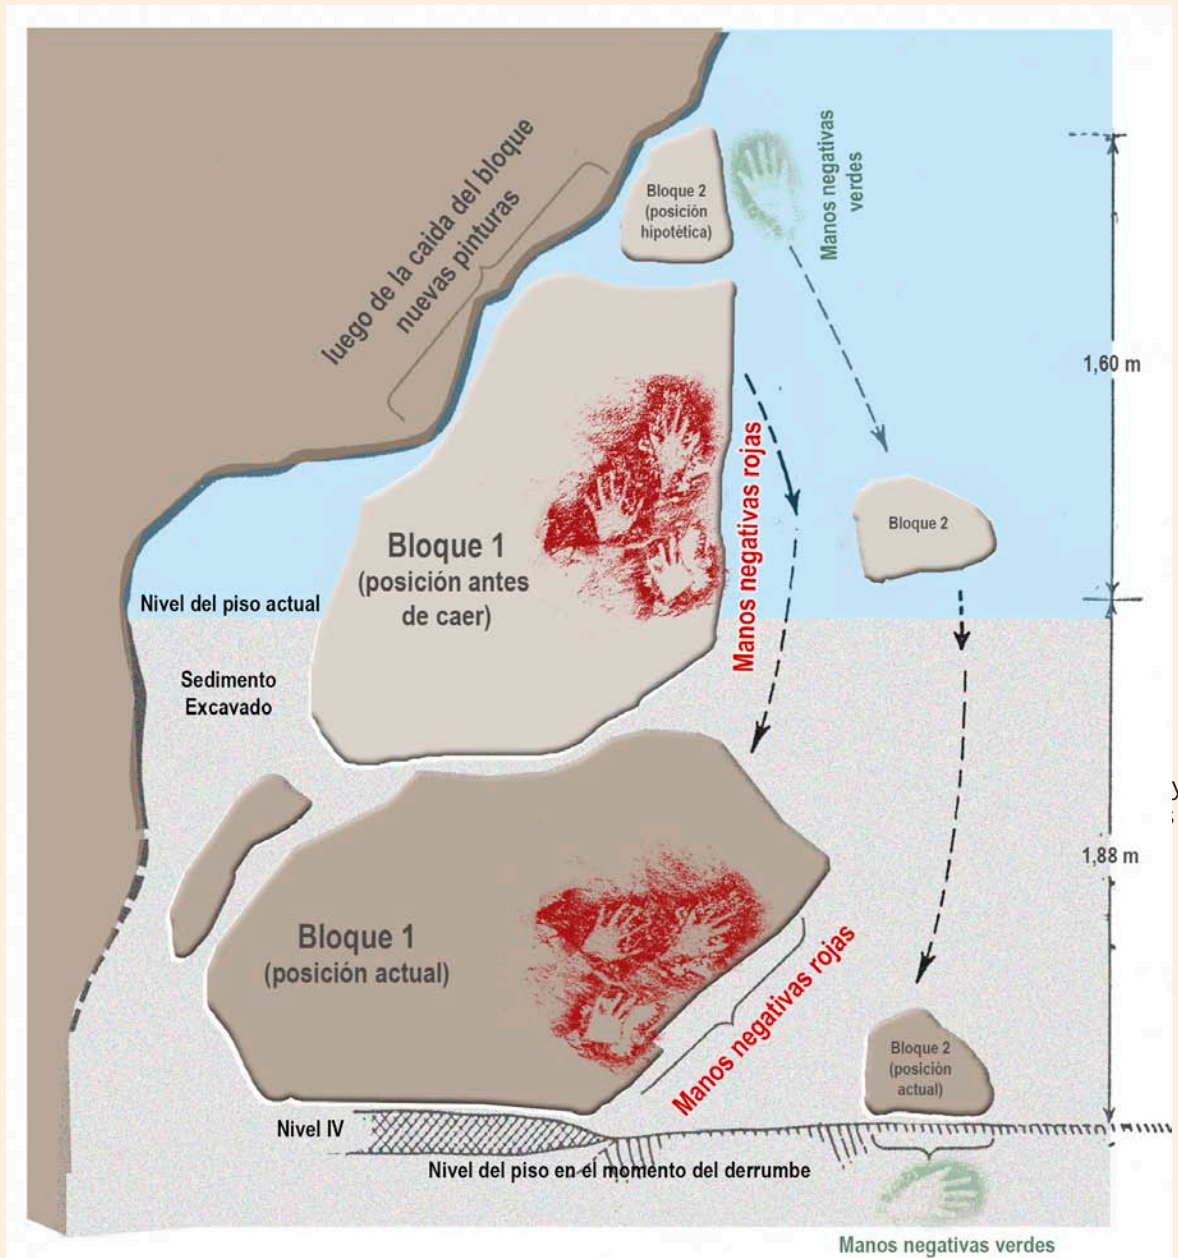 luego de la caida del bloque
nuevas pinturas
Bloque 2
(posición
hipotética)
Manos negativas
verdes
1,60 m
Manos negativas rojas
Bloque 2
Bloque 1
(posición antes
de caer)
Nivel del piso actual
Sedimento
Excavado
y
1,88 m
Bloque 1
(posición actual)
Manos negativas rojas
Bloque 2
(posición
actual)
Nivel IV
Nivel del piso en el momento del derrumbe
Manos negativas verdes